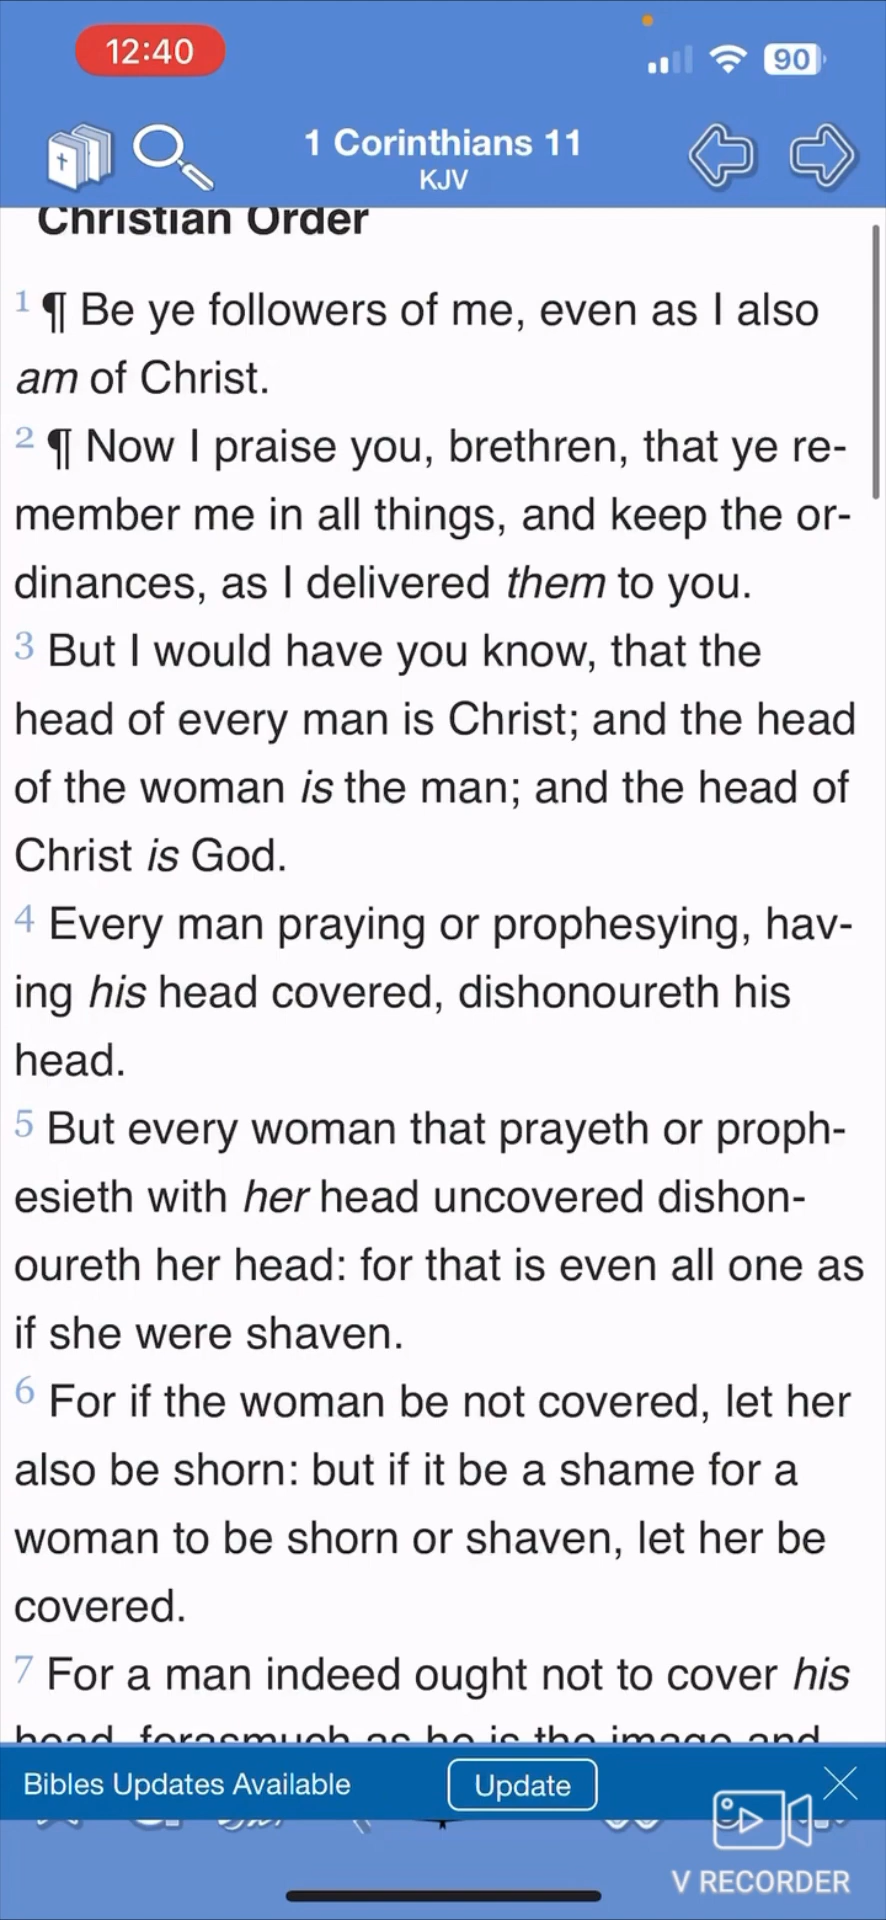 12:40
90
1 Corinthians 11
KJV
Christian Order
1 ¶ Be ye followers of me, even as I also
am of Christ.
2 ¶ Now I praise you, brethren, that ye re-
member me in all things, and keep the or-
dinances, as I delivered them to you.
3 But I would have you know, that the
head of every man is Christ; and the head
of the woman is the man; and the head of
Christ is God.
4 Every man praying or prophesying, hav-
ing his head covered, dishonoureth his
head.
5 But every woman that prayeth or proph-
esieth with her head uncovered dishon-
oureth her head: for that is even all one as
if she were shaven.
6 For if the woman be not covered, let her
also be shorn: but if it be a shame for a
woman to be shorn or shaven, let her be
covered.
7 For a man indeed ought not to cover his
head, forasmuch as he is the image and
Bibles Updates Available
Update
V RECORDER